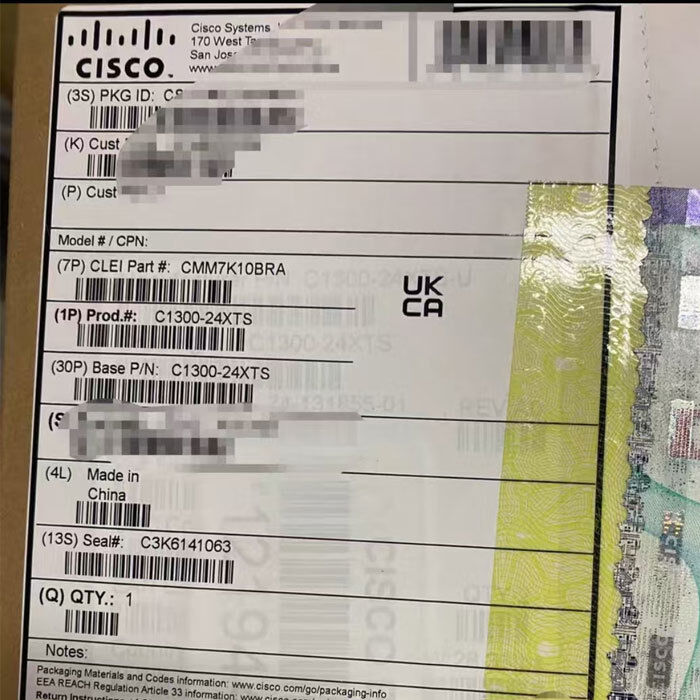 CISCO
Cisco Systems
170 West
San Jos
www
(3S) PKG ID:
(K) Cust
(P) Cust
Model # / CPN:
(7P) CLEI Part #: CMM7K10BRA
UK
CA
(1P) Prod.#: C1300-24XTS
(30P) Base P/N: C1300-24XTS
(4L) Made in
China
(13S) Seal#: C3K6141063
(Q) QTY.: 1
Notes:
Packaging Materials and Codes information: www.cisco.com/go/packaging-info
EEA REACH Regulation Article 33 information:
Return